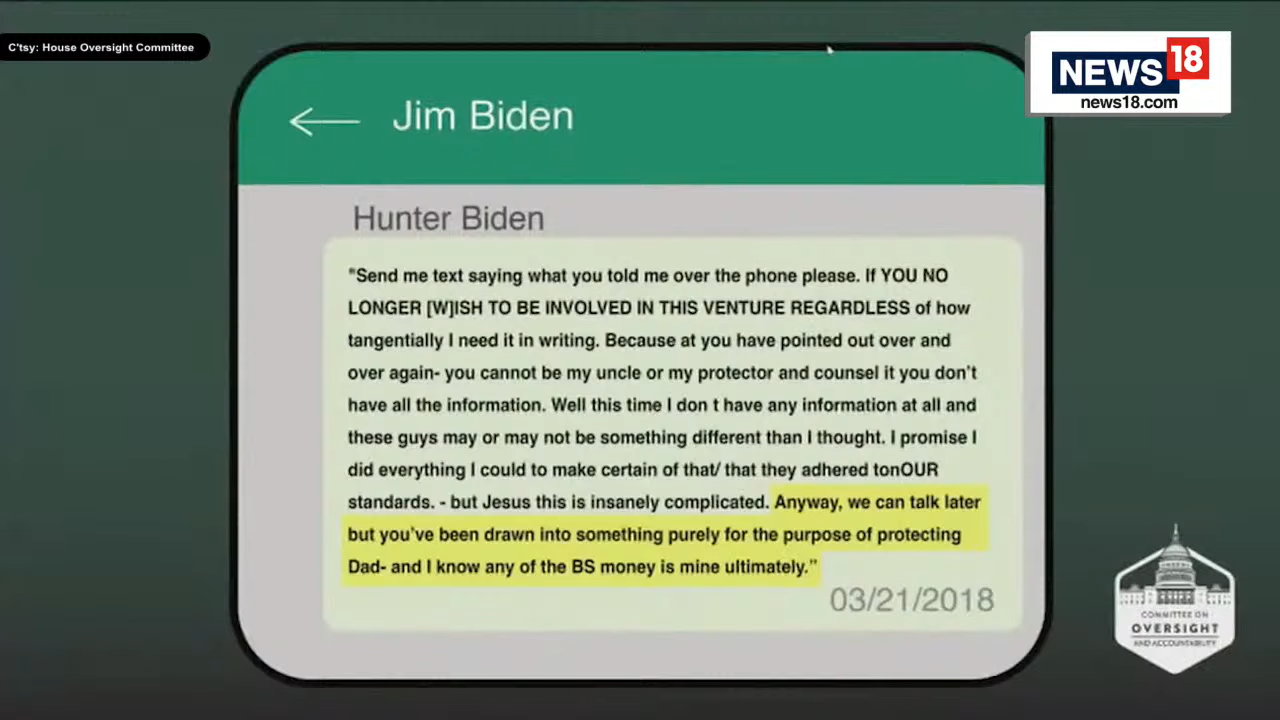 C'tsy: House Oversight Committee
NEWS 18
news18.com
Jim Biden
Hunter Biden
"Send me text saying what you told me over the phone please. If YOU NO
LONGER [W]ISH TO BE INVOLVED IN THIS VENTURE REGARDLESS of how
tangentially I need it in writing. Because at you have pointed out over and
over again- you cannot be my uncle or my protector and counsel it you don't
have all the information. Well this time I don t have any information at all and
these guys may or may not be something different than I thought. I promise I
did everything I could to make certain of that/ that they adhered tonOUR
standards. - but Jesus this is insanely complicated. Anyway, we can talk later
but you've been drawn into something purely for the purpose of protecting
Dad- and I know any of the BS money is mine ultimately."
03/21/2018
COMMITTEE ON
OVERSIGHT
AND ACCOUNTABILITY